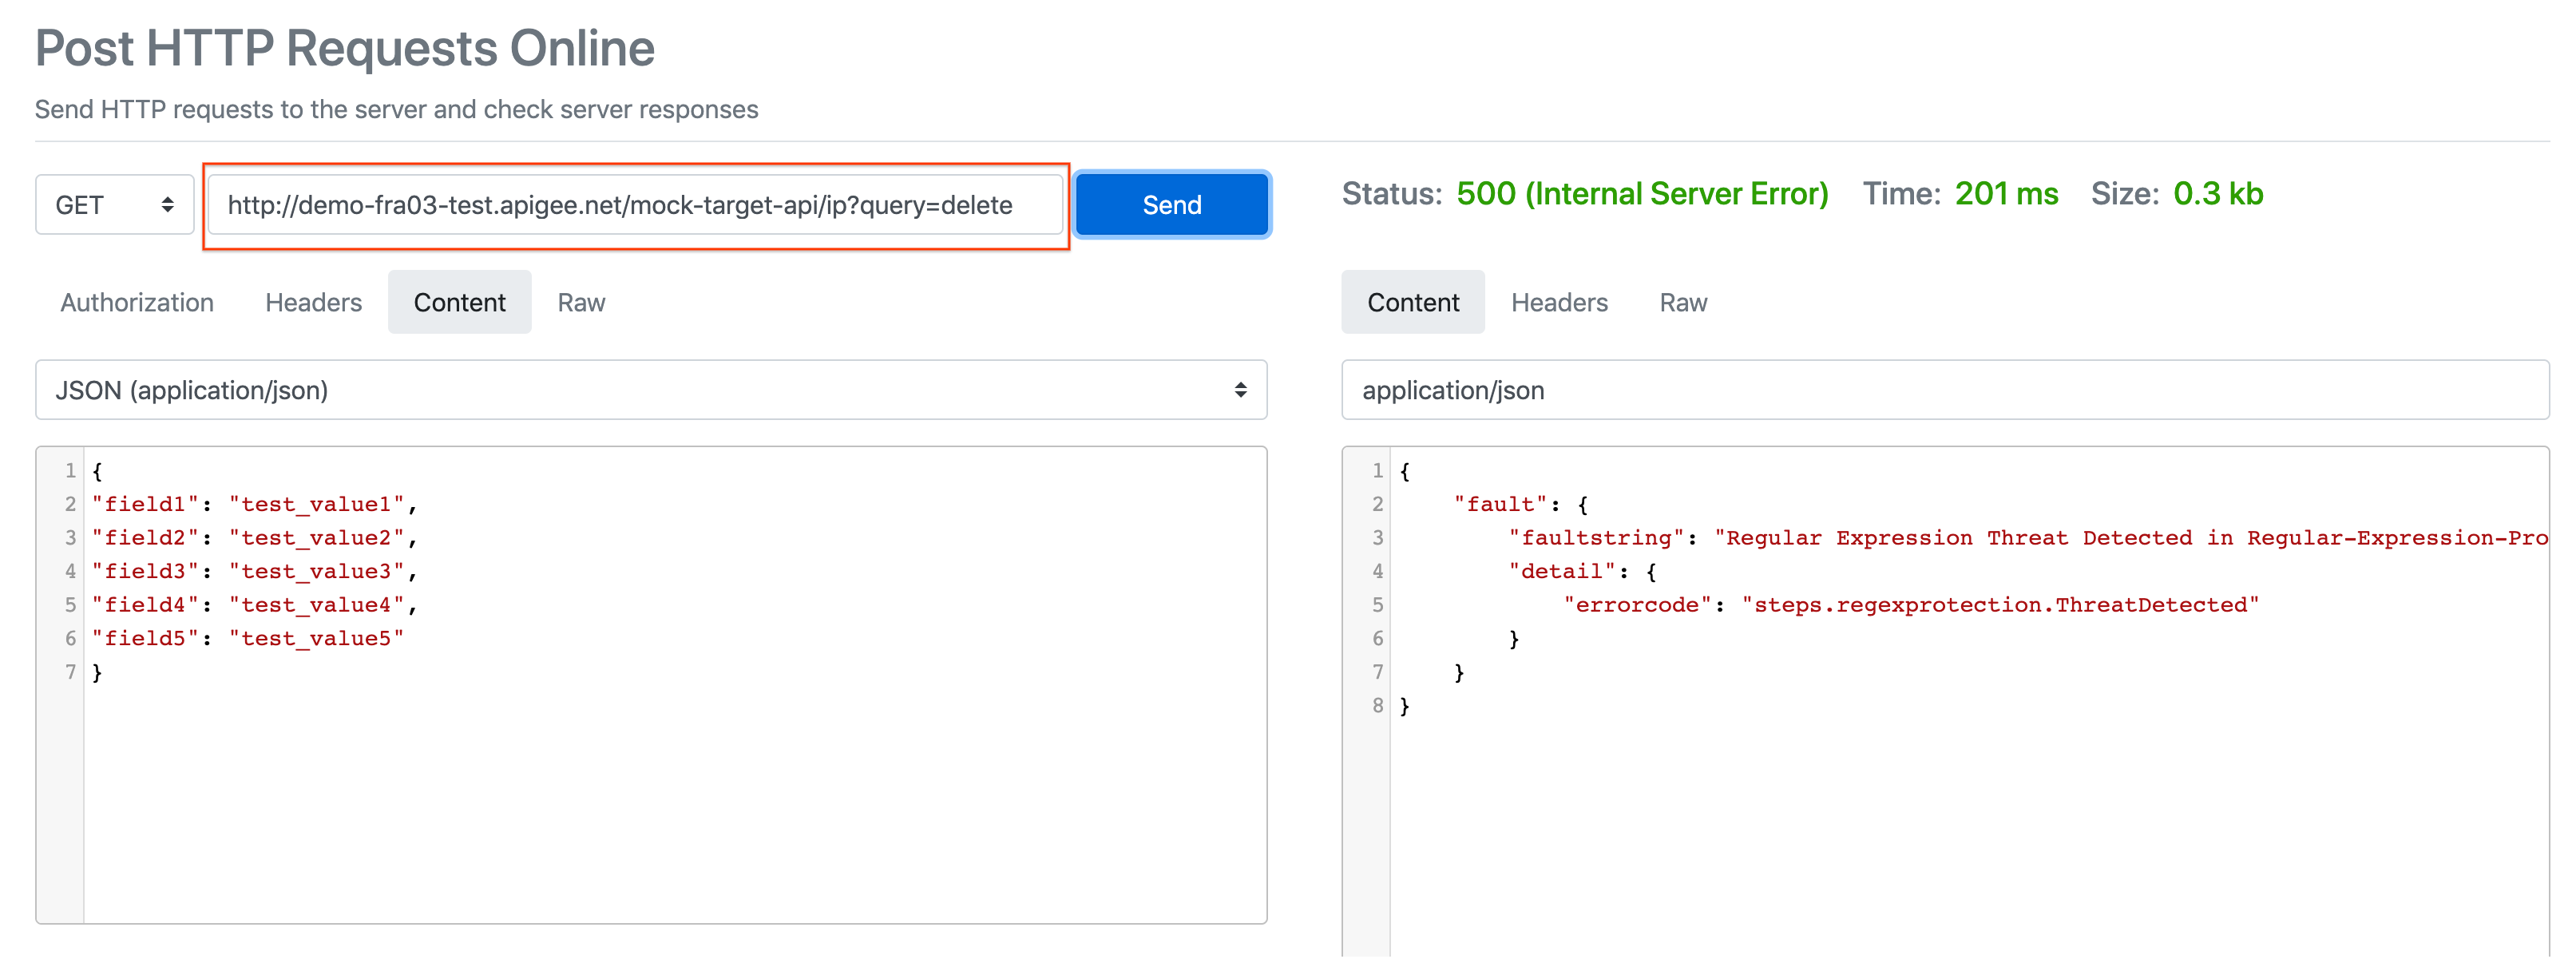 Post HTTP Requests Online
Send HTTP requests to the server and check server responses
GET http://demo-fra03-test.apigee.net/mock-target-api/ip?query=delete Send
Status: 500 (Internal Server Error) Time: 201 ms Size: 0.3 kb
Authorization Headers Content Raw
Content Headers Raw
JSON (application/json)
application/json
1 {
2 "field1": "test_value1",
3 "field2": "test_value2",
4 "field3": "test_value3",
5 "field4": "test_value4",
6 "field5": "test_value5"
7 }
1 {
2 "fault": {
3 "faultstring": "Regular Expression Threat Detected in Regular-Expression-Pro
4 "detail": {
5 "errorcode": "steps.regexprotection.ThreatDetected"
6 }
7 }
8 }